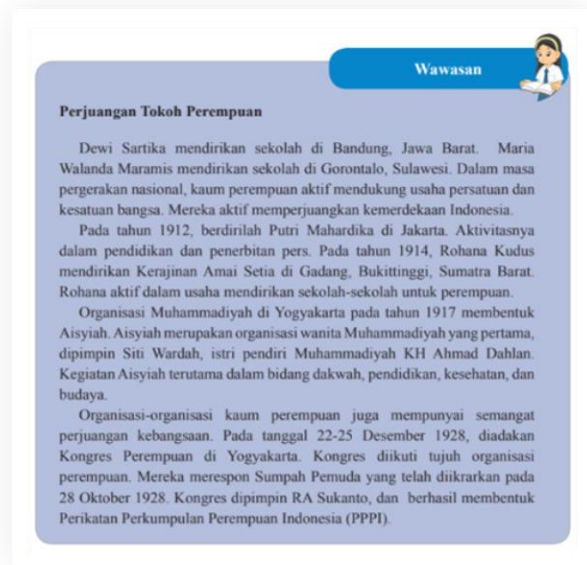 Wawasan
Perjuangan Tokoh Perempuan
Dewi Sartika mendirikan sekolah di Bandung, Jawa Barat. Maria
Walanda Maramis mendirikan sekolah di Gorontalo, Sulawesi. Dalam masa
pergerakan nasional, kaum perempuan aktif mendukung usaha persatuan dan
kesatuan bangsa. Mereka aktif memperjuangkan kemerdekaan Indonesia.
Pada tahun 1912, berdirilah Putri Mahardika di Jakarta. Aktivitasnya
dalam pendidikan dan penerbitan pers. Pada tahun 1914, Rohana Kudus
mendirikan Kerajinan Amai Setia di Gadang, Bukittinggi, Sumatra Barat.
Rohana aktif dalam usaha mendirikan sekolah-sekolah untuk perempuan.
Organisasi Muhammadiyah di Yogyakarta pada tahun 1917 membentuk
Aisyiah. Aisyiah merupakan organisasi wanita Muhammadiyah yang pertama,
dipimpin Siti Wardah, istri pendiri Muhammadiyah KH Ahmad Dahlan.
Kegiatan Aisyiah terutama dalam bidang dakwah, pendidikan, kesehatan, dan
budaya.
Organisasi-organisasi kaum perempuan juga mempunyai semangat
perjuangan kebangsaan. Pada tanggal 22-25 Desember 1928, diadakan
Kongres Perempuan di Yogyakarta. Kongres diikuti tujuh organisasi
perempuan. Mereka merespon Sumpah Pemuda yang telah diikrarkan pada
28 Oktober 1928. Kongres dipimpin RA Sukanto, dan berhasil membentuk
Perikatan Perkumpulan Perempuan Indonesia (PPPI).